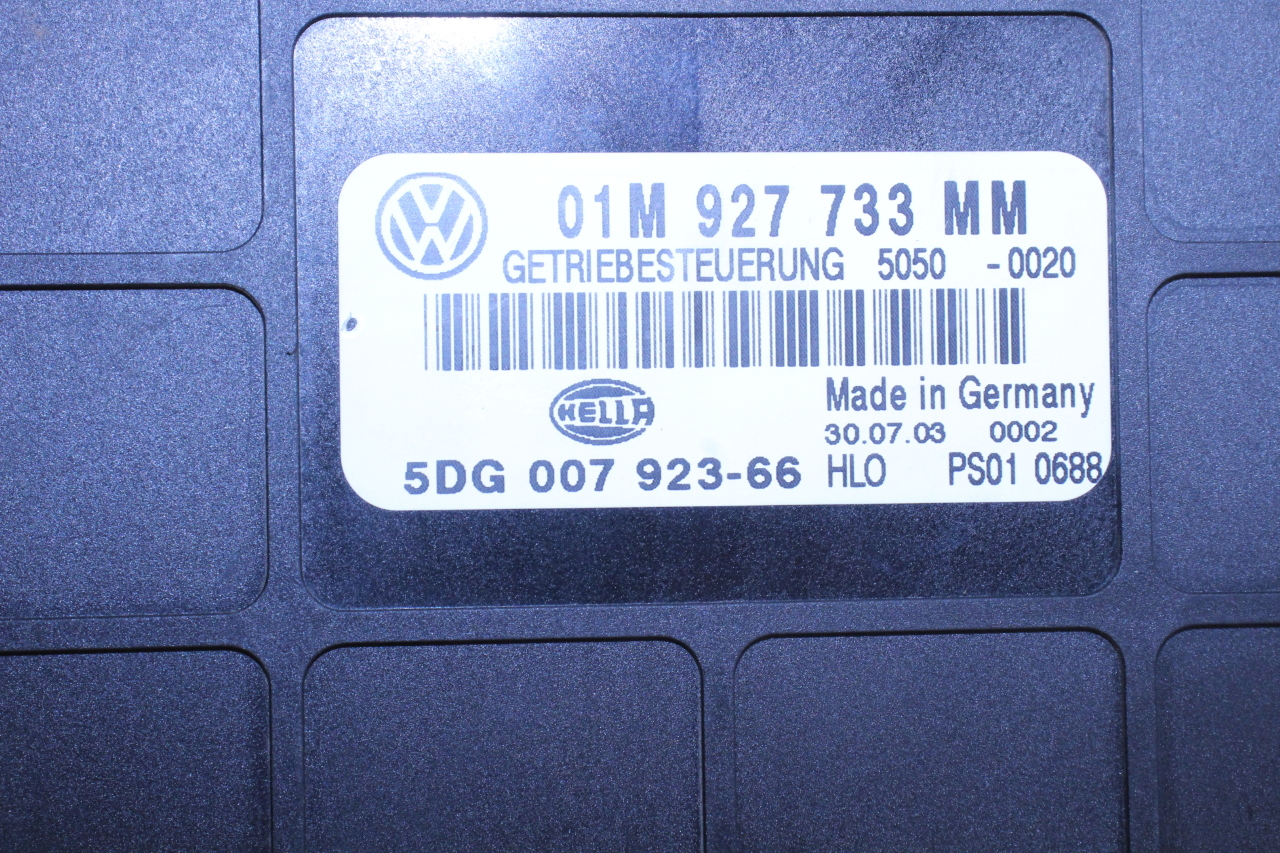 01M 927 733 MM
GETRIEBESTEUERUNG 5050 -0020
HELLA
Made in Germany
30.07.03 0002
5DG 007 923-66 HLO PS01 0688